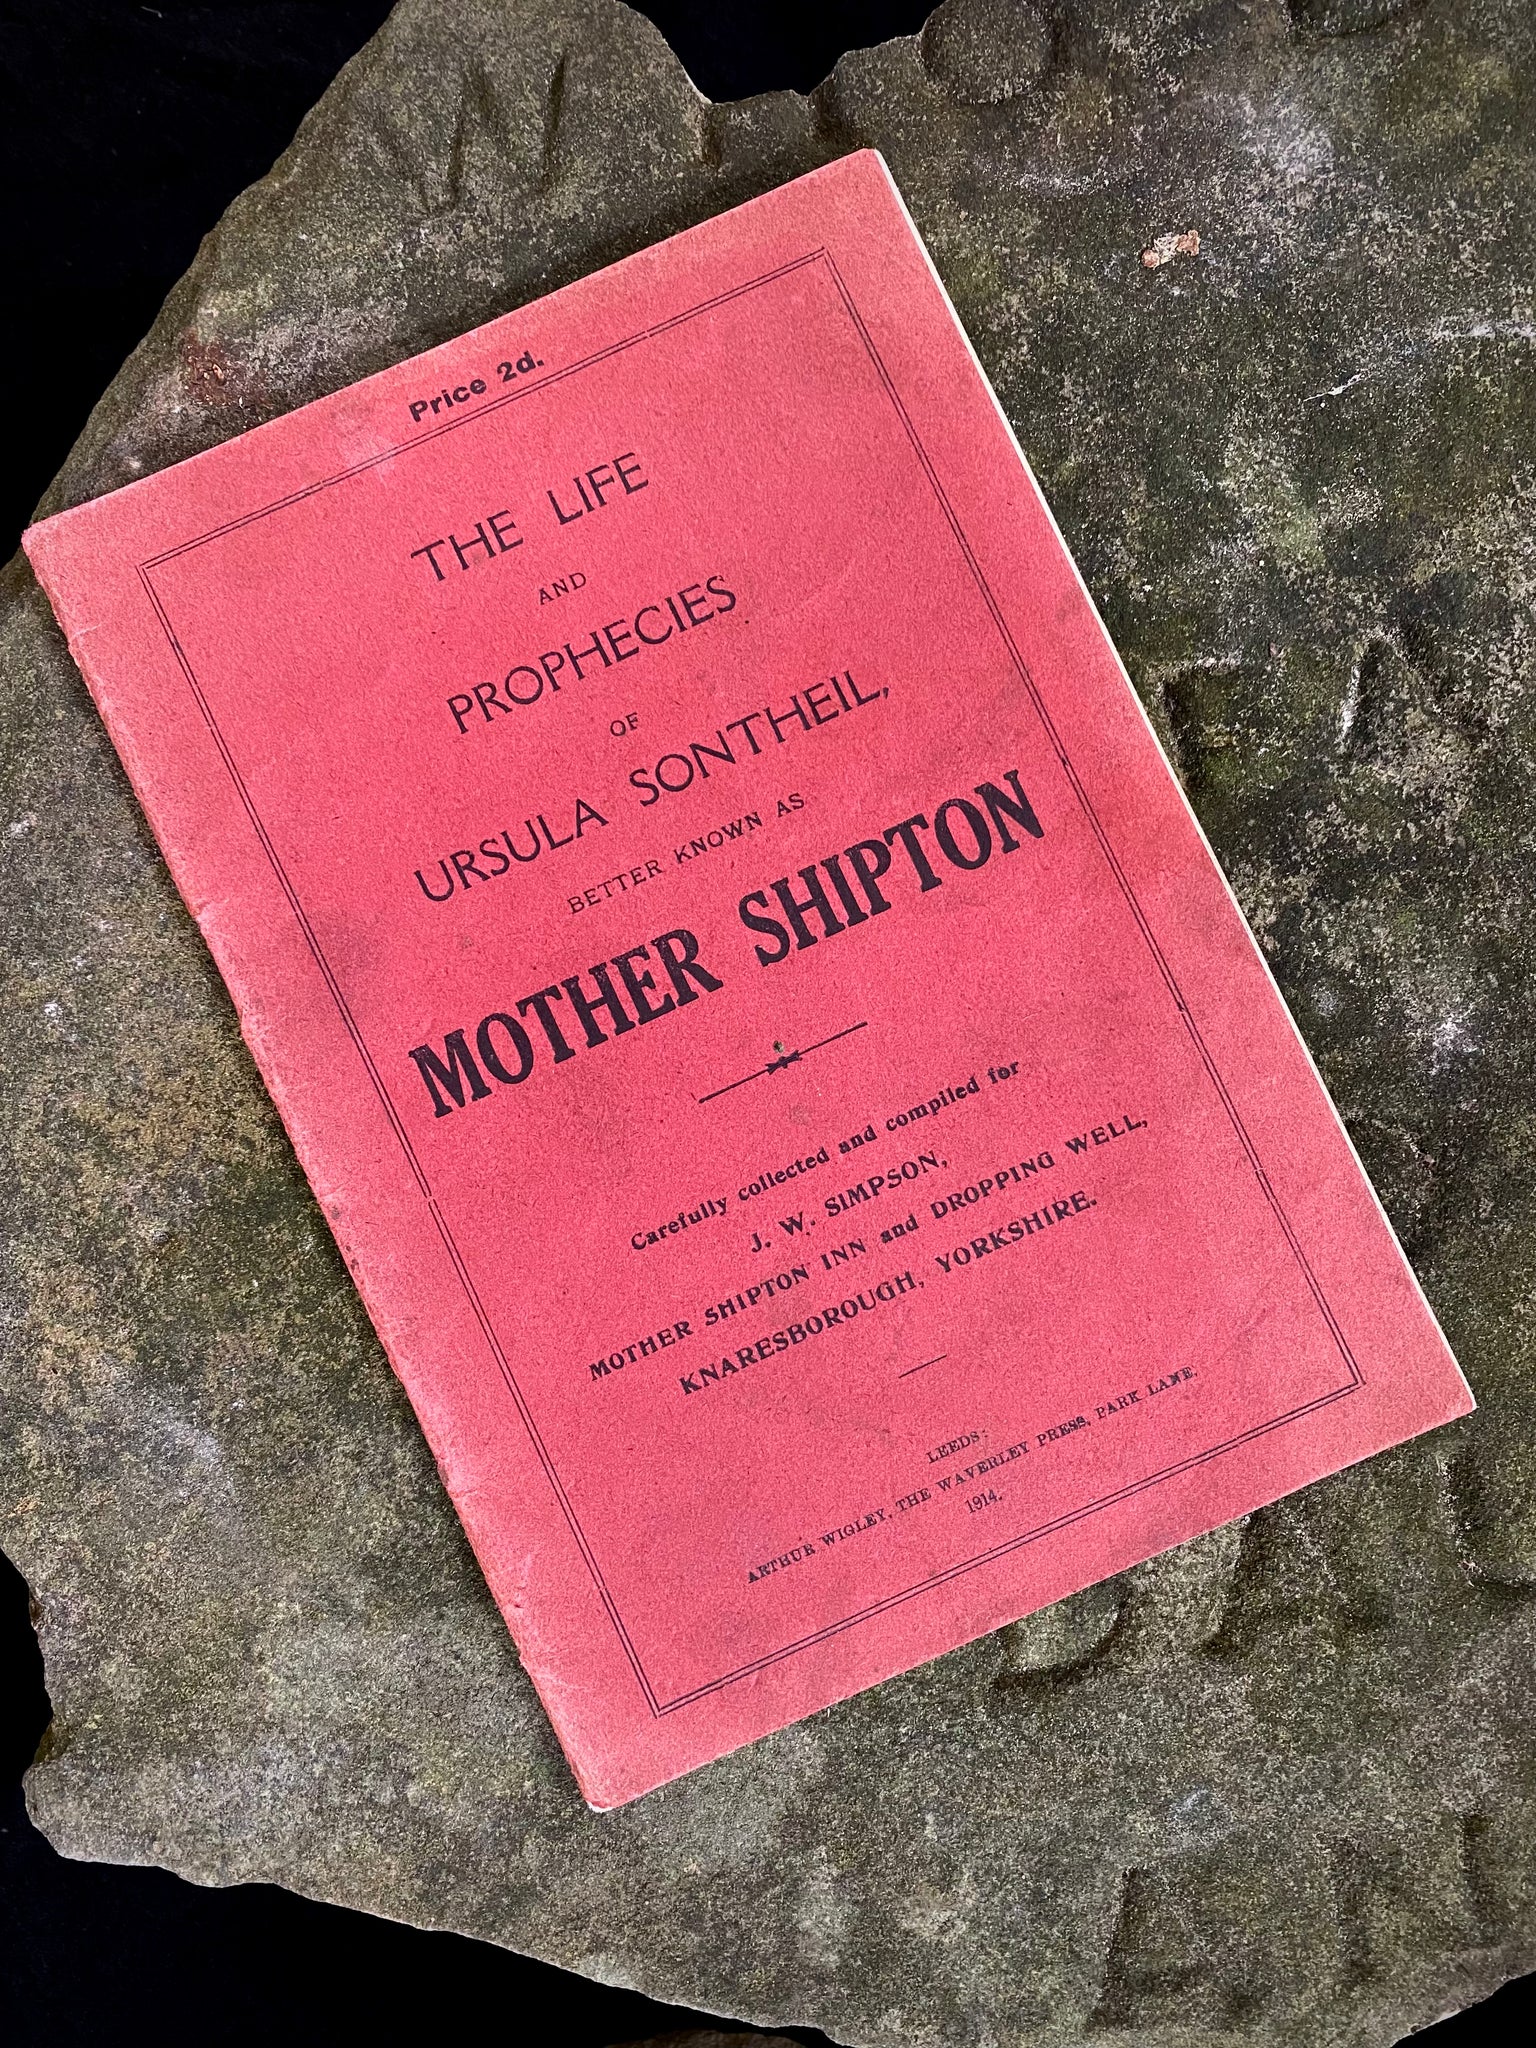 Price 2d.
THE LIFE
AND
PROPHECIES
OF
URSULA SONTHEIL,
BETTER KNOWN AS
MOTHER SHIPTON
Carefully collected and compiled for
J. W. SIMPSON,
MOTHER SHIPTON INN and DROPPING WELL,
KNARESBOROUGH, YORKSHIRE.
LEEDS:
ARTHUR WIGLEY, THE WAVERLEY PRESS, PARK LANE.
1914.